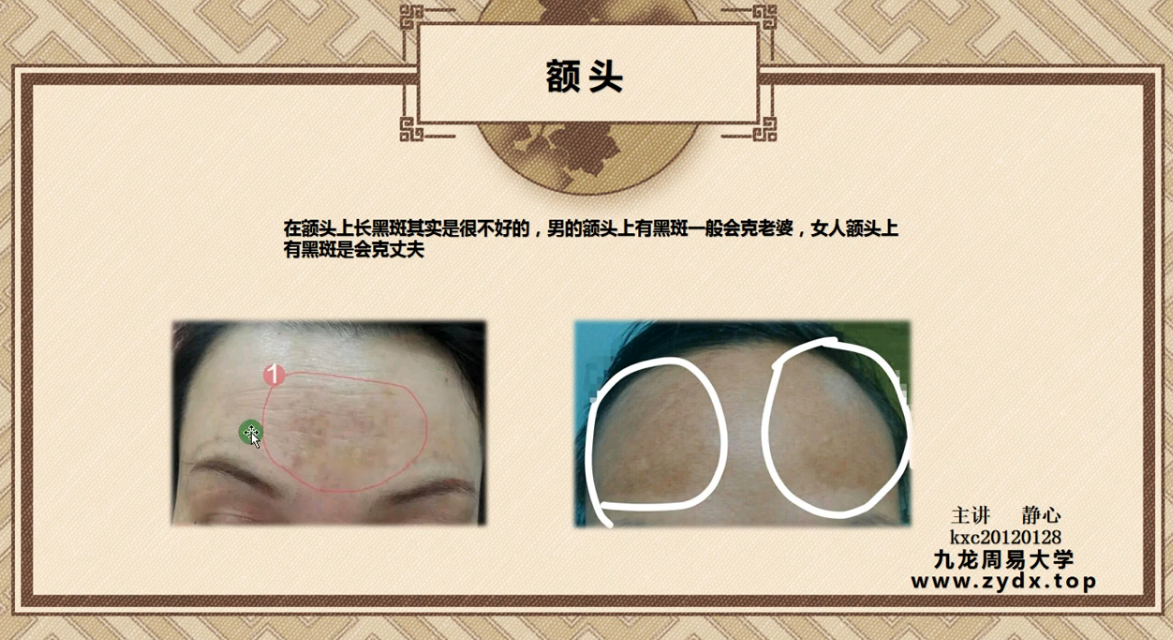 额头
在额头上长黑斑其实是很不好的，男的额头上有黑斑一般会克老婆，女人额头上
有黑斑是会克丈夫
1
主讲 静心
kxc20120128
九龙周易大学
www.zydx.top